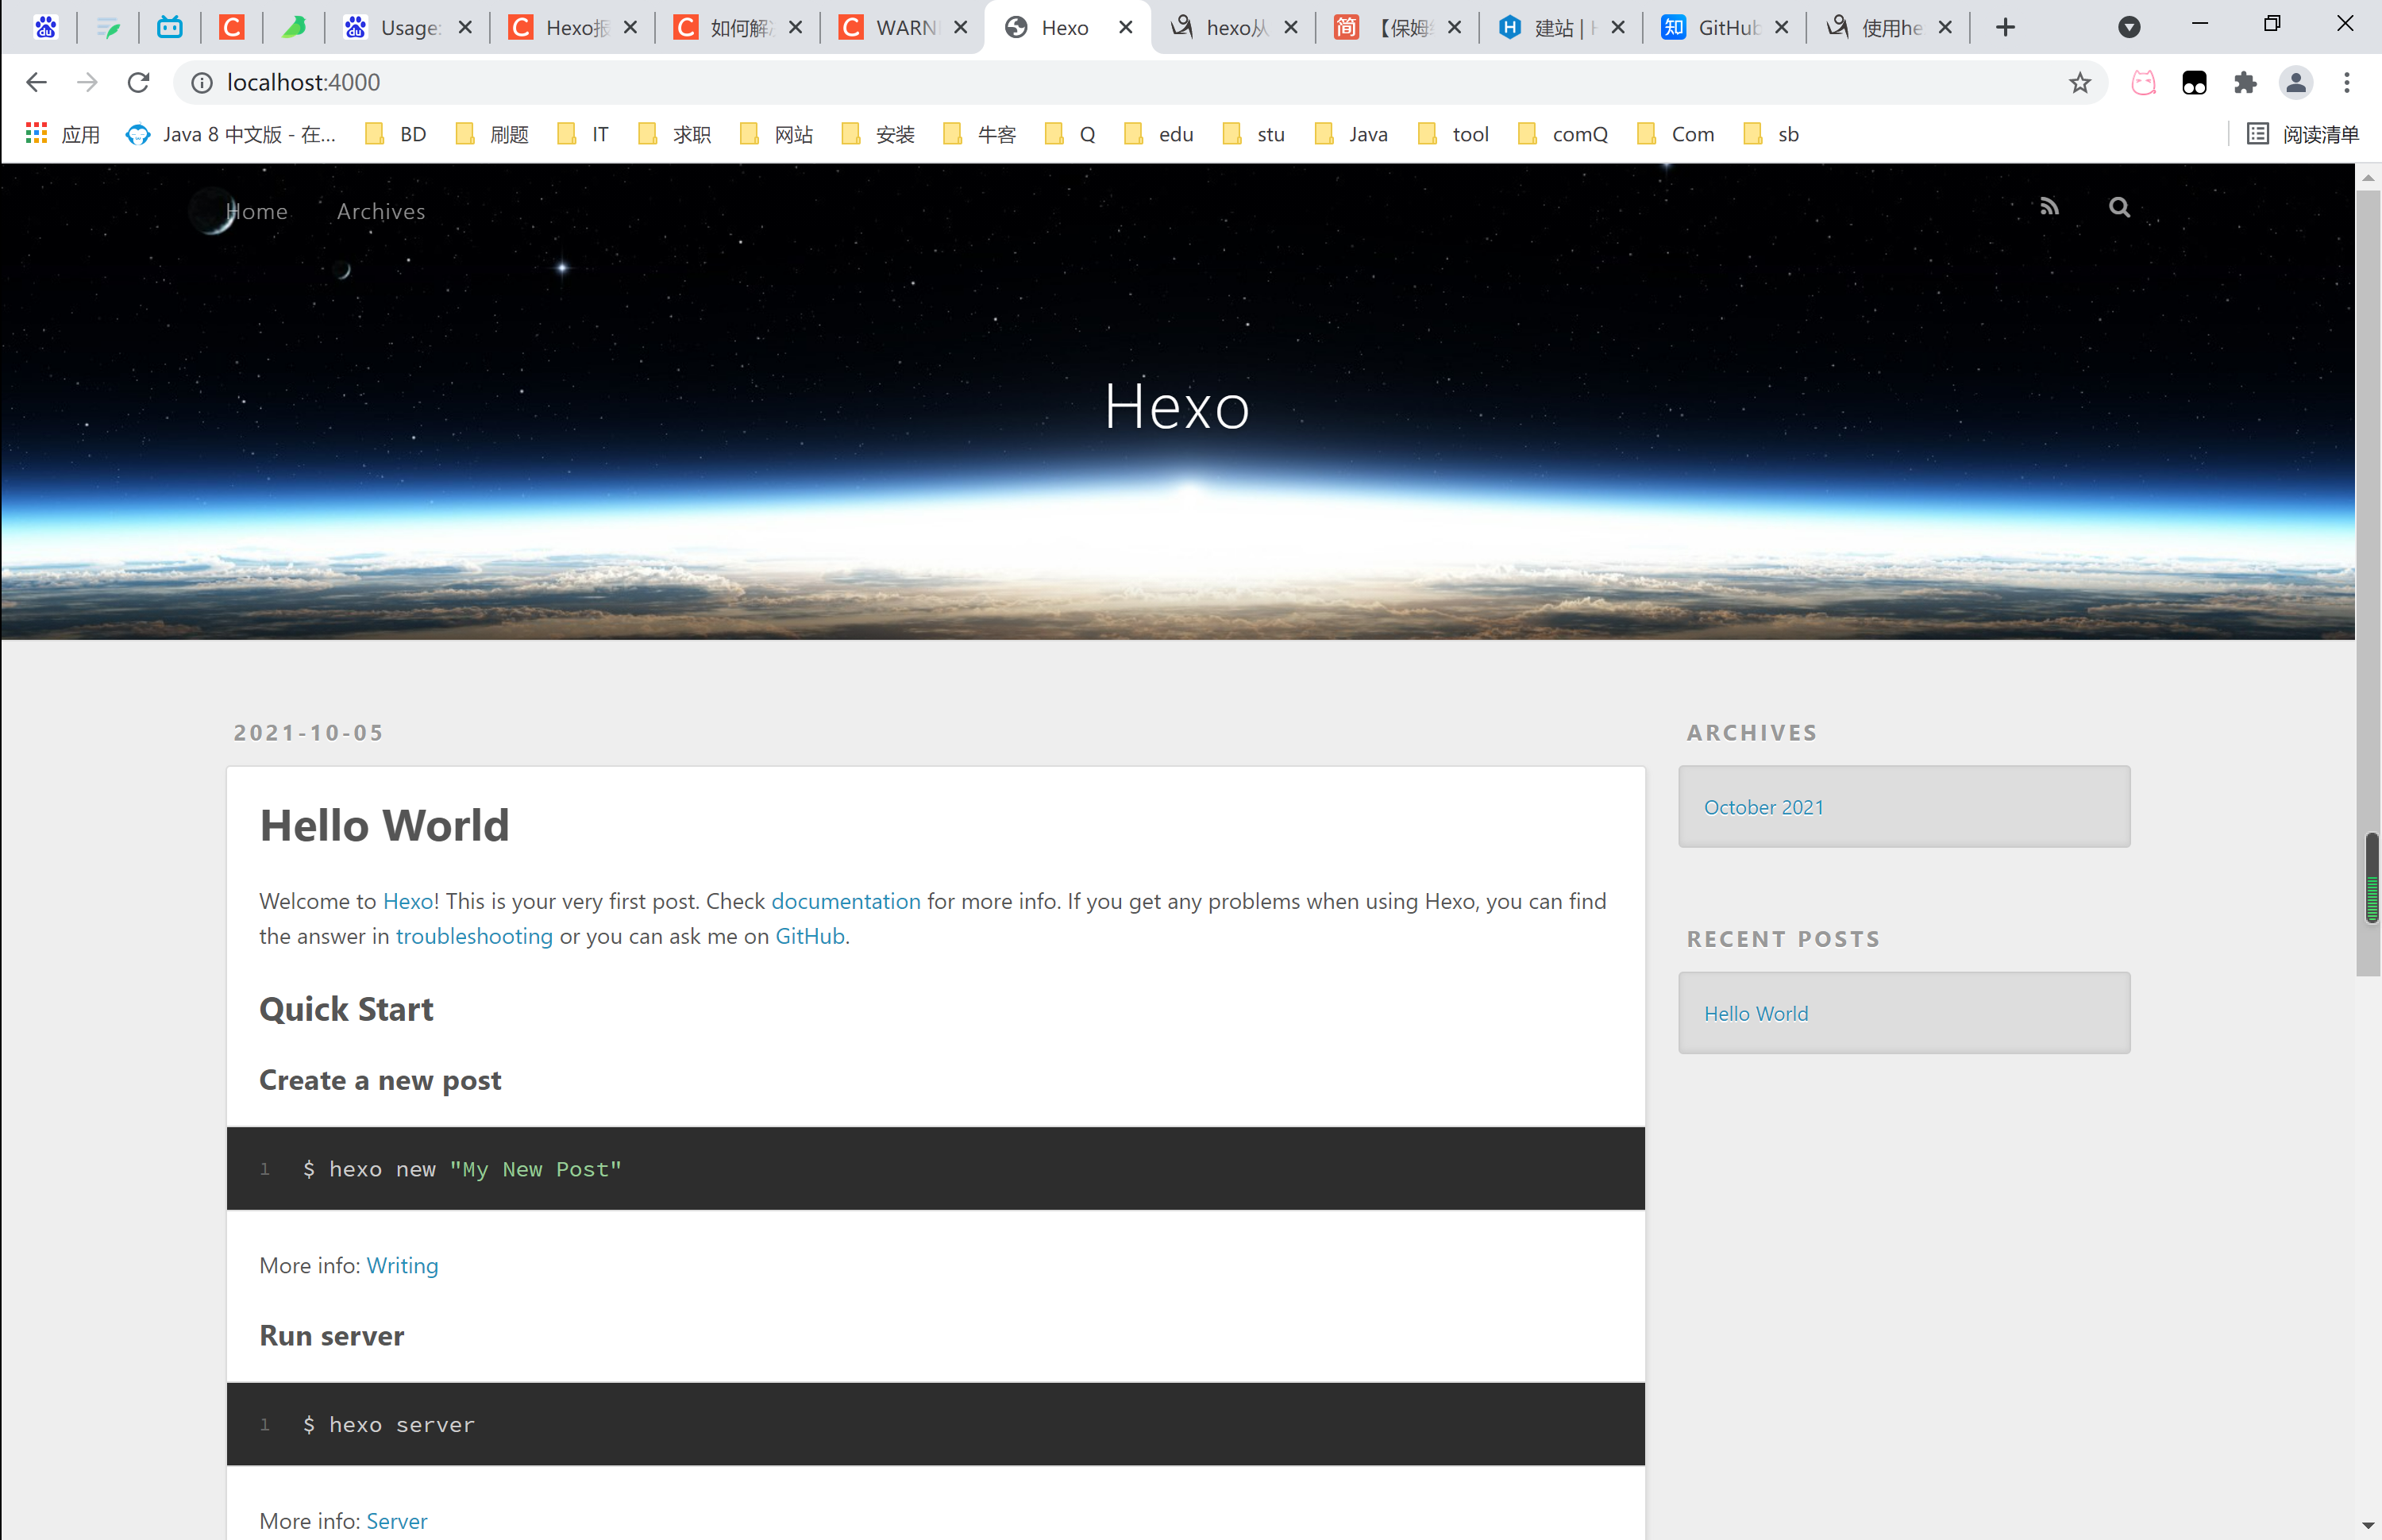 Usage: Hexo报 如何解决 WARN Hexo hexo从 【保姆级 建站 | H GitHub 使用he
localhost:4000
应用 Java 8 中文版 - 在... BD 刷题 IT 求职 网站 安装 牛客 Q edu stu Java tool comQ Com sb 阅读清单
Home Archives
Hexo
2021-10-05
Hello World
Welcome to Hexo! This is your very first post. Check documentation for more info. If you get any problems when using Hexo, you can find
the answer in troubleshooting or you can ask me on GitHub.
Quick Start
Create a new post
1 $ hexo new "My New Post"
More info: Writing
Run server
1 $ hexo server
More info: Server
ARCHIVES
October 2021
RECENT POSTS
Hello World